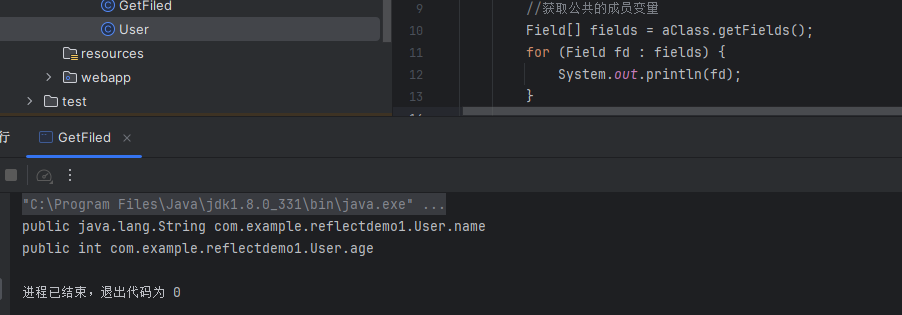 GetFiled
User
resources
webapp
test
9 //获取公共的成员变量
10 Field[] fields = aClass.getFields();
11 for (Field fd : fields) {
12 System.out.println(fd);
13 }
行
GetFiled ×
"C:\Program Files\Java\jdk1.8.0_331\bin\java.exe" ...
public java.lang.String com.example.reflectdemo1.User.name
public int com.example.reflectdemo1.User.age
进程已结束，退出代码为 0